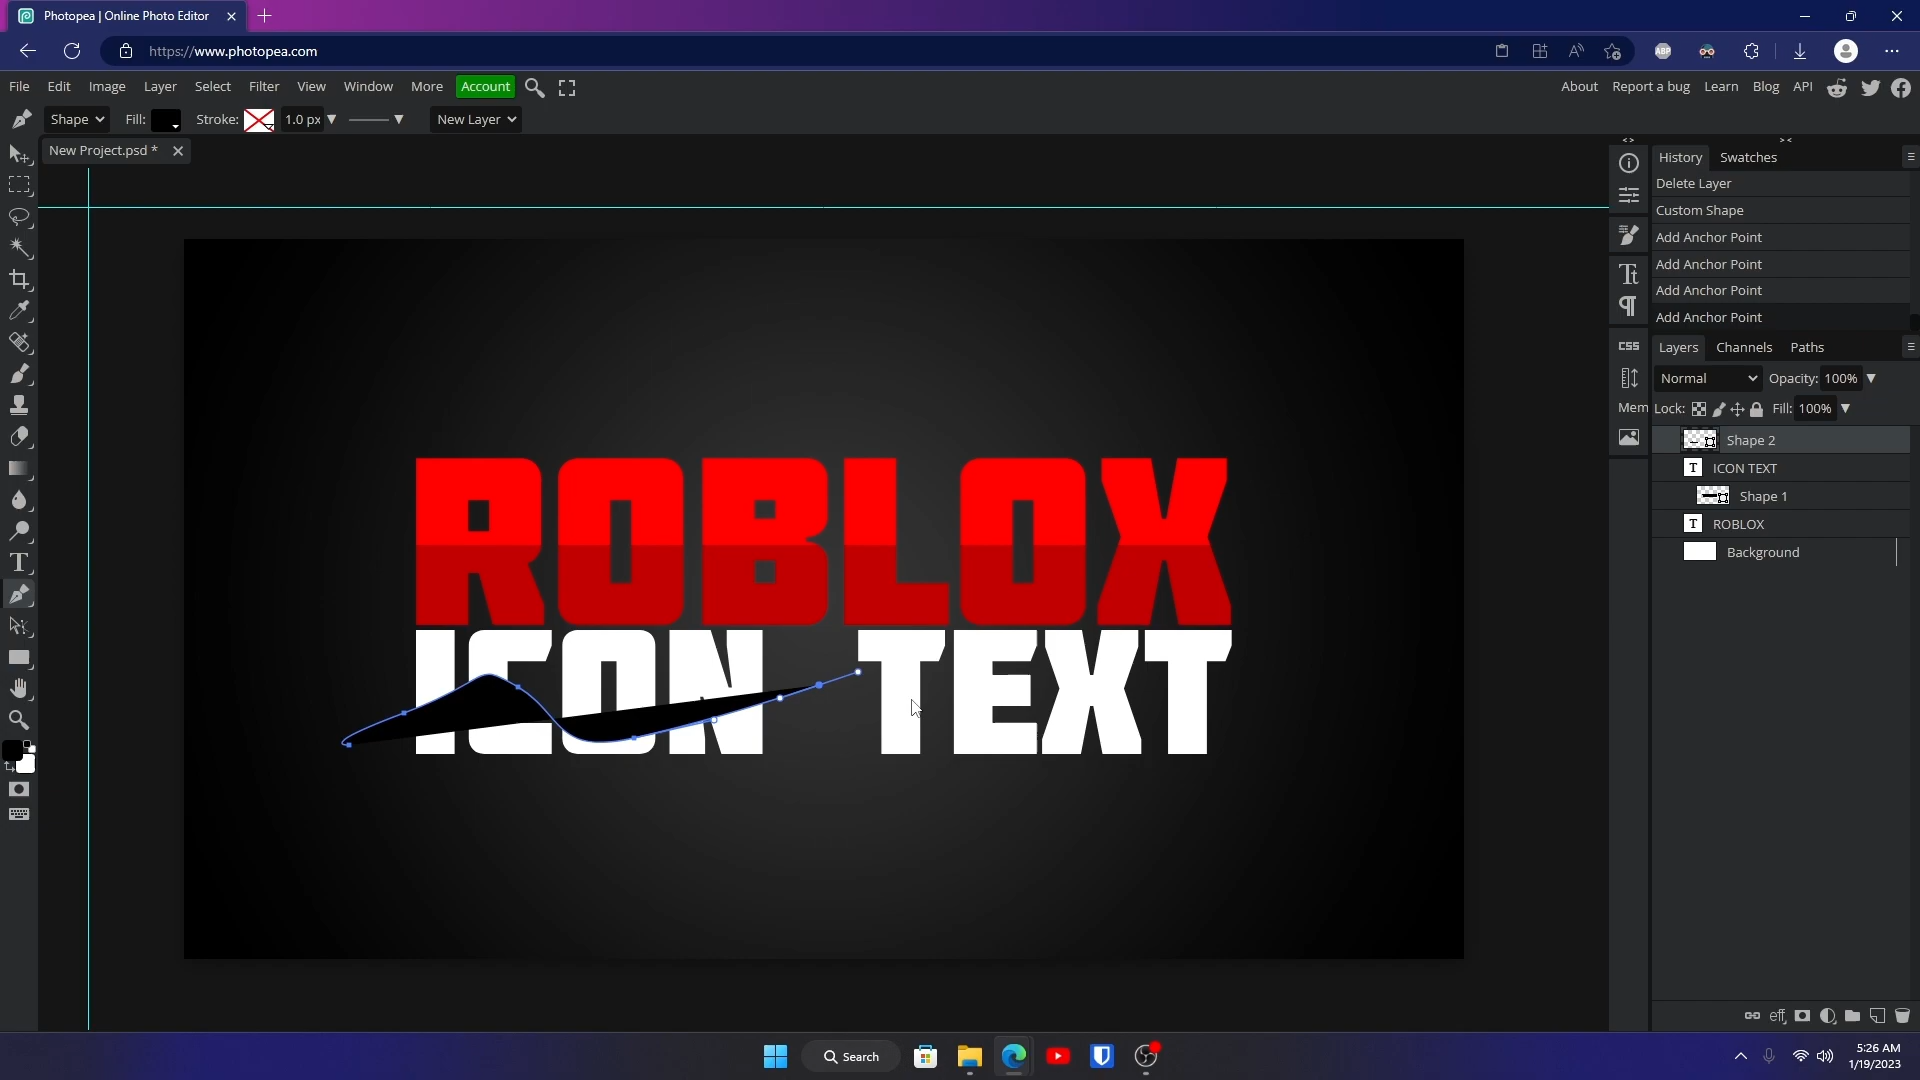 Photopea | Online Photo Editor
https://www.photopea.com
File Edit Image Layer Select Filter View Window More Account
About Report a bug Learn Blog API
Shape Fill: Stroke: 1.0 px New Layer
New Project.psd *
History Swatches
Delete Layer
Custom Shape
Add Anchor Point
Add Anchor Point
Add Anchor Point
Add Anchor Point
CSS
Layers Channels Paths
Normal Opacity: 100%
Mem
Lock: Fill: 100%
Shape 2
T ICON TEXT
Shape 1
T ROBLOX
Background
ROBLOX
ICON TEXT
eff
Search
5:26 AM
1/19/2023